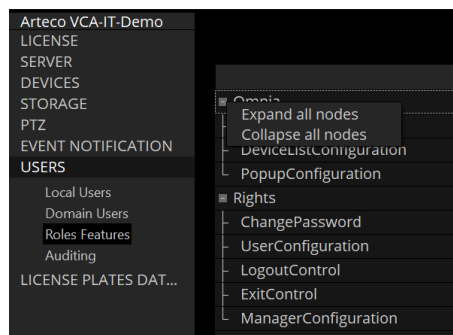 Arteco VCA-IT-Demo
LICENSE
SERVER
DEVICES
STORAGE
PTZ
EVENT NOTIFICATION
USERS
Local Users
Domain Users
Roles Features
Auditing
LICENSE PLATES DAT...
Omnia
Expand all nodes
Collapse all nodes
DeviceListConfiguration
PopupConfiguration
Rights
ChangePassword
UserConfiguration
LogoutControl
ExitControl
ManagerConfiguration